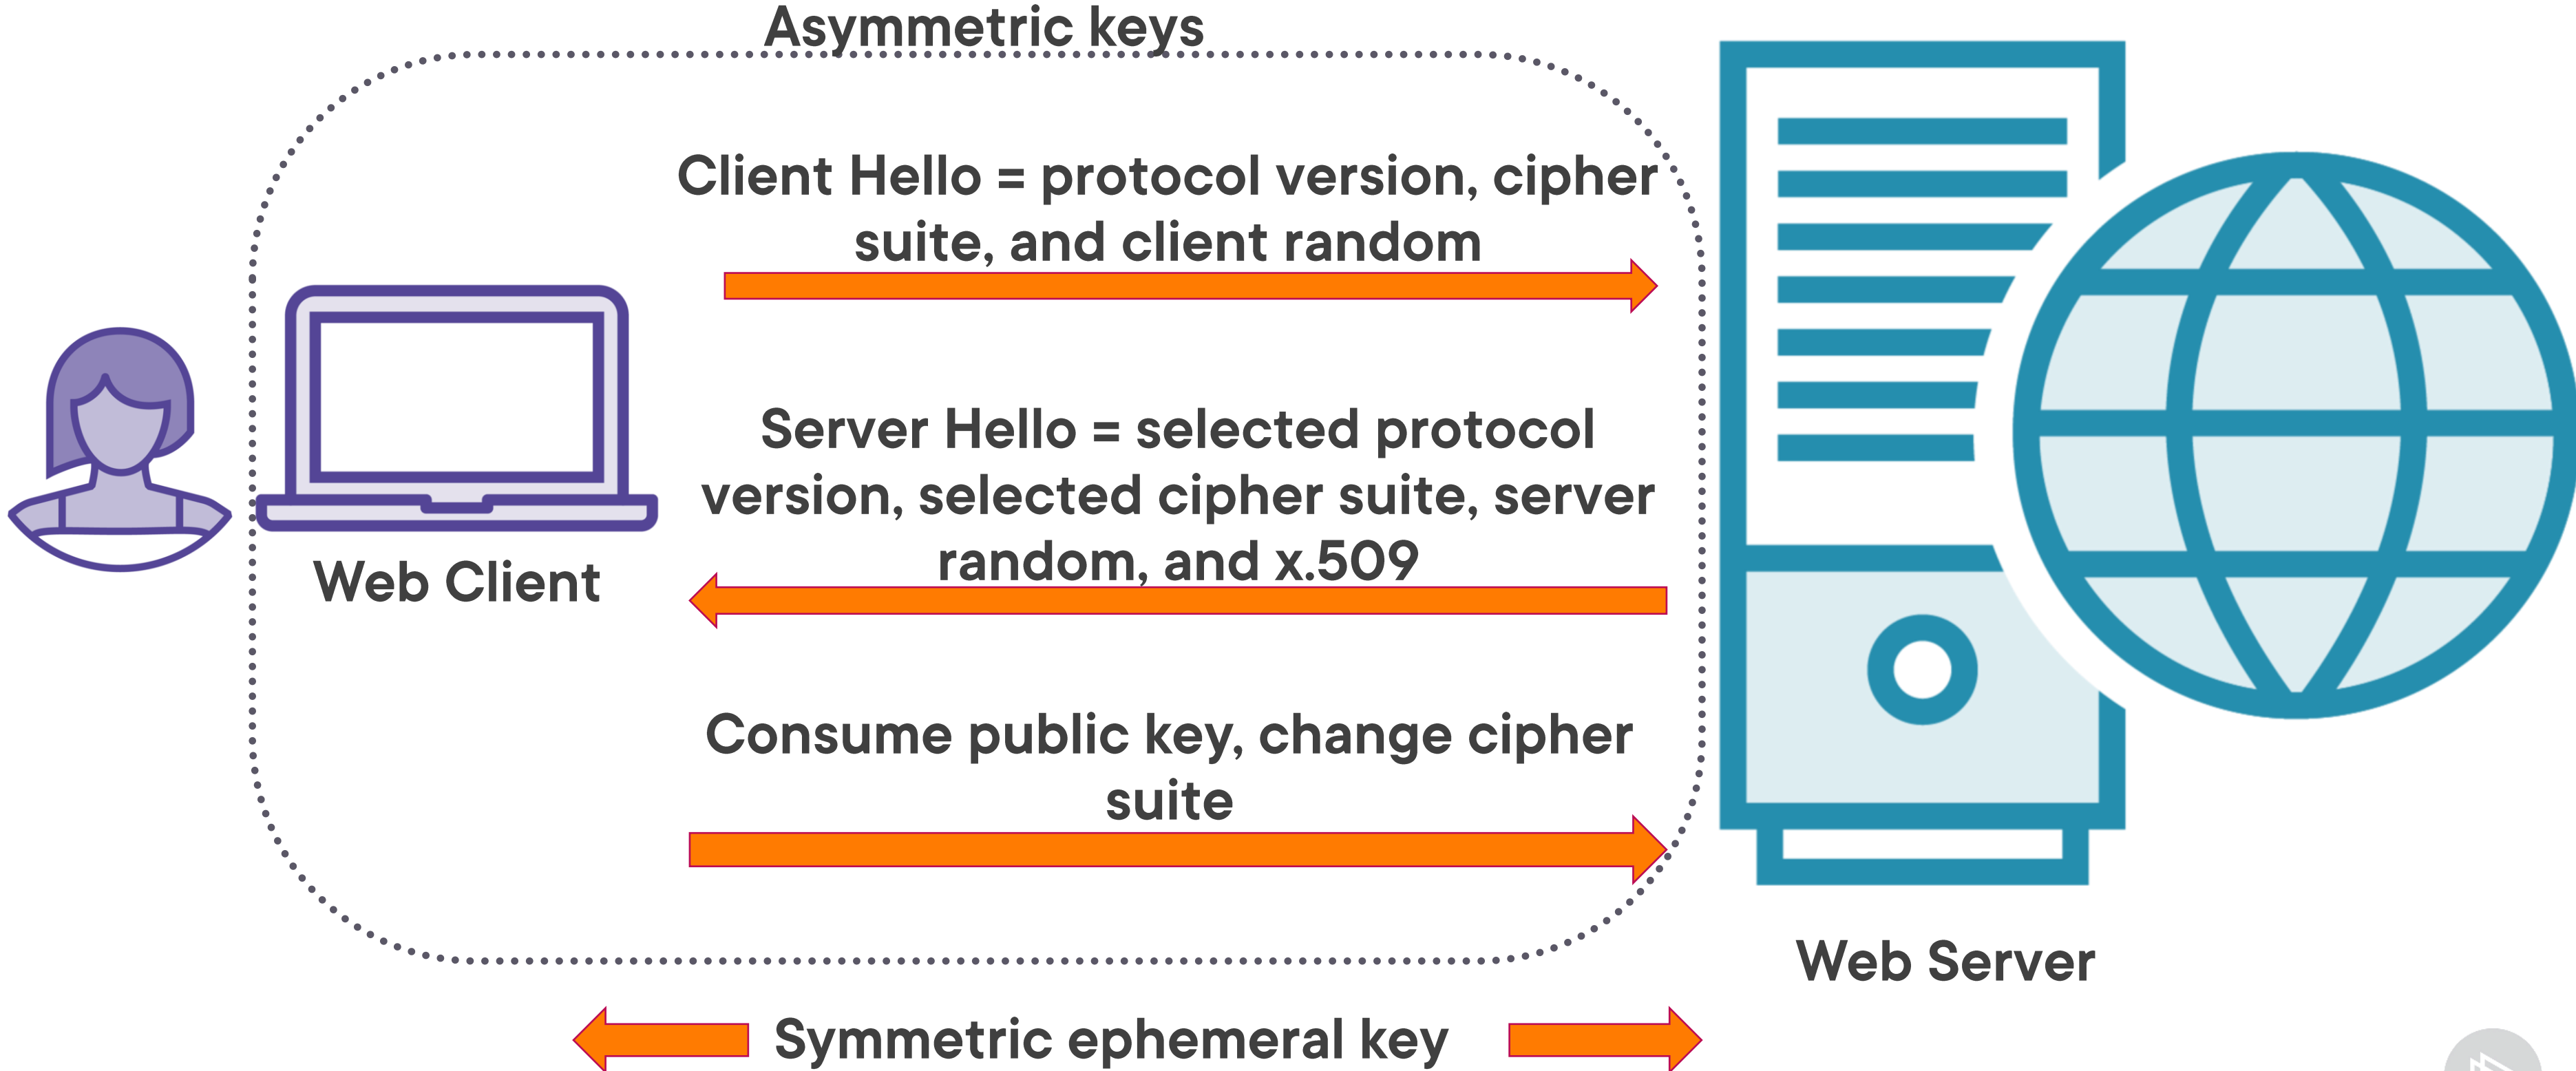 Asymmetric keys
Client Hello = protocol version, cipher
suite, and client random
Server Hello = selected protocol
version, selected cipher suite, server
random, and x.509
Web Client
Consume public key, change cipher
suite
Web Server
Symmetric ephemeral key